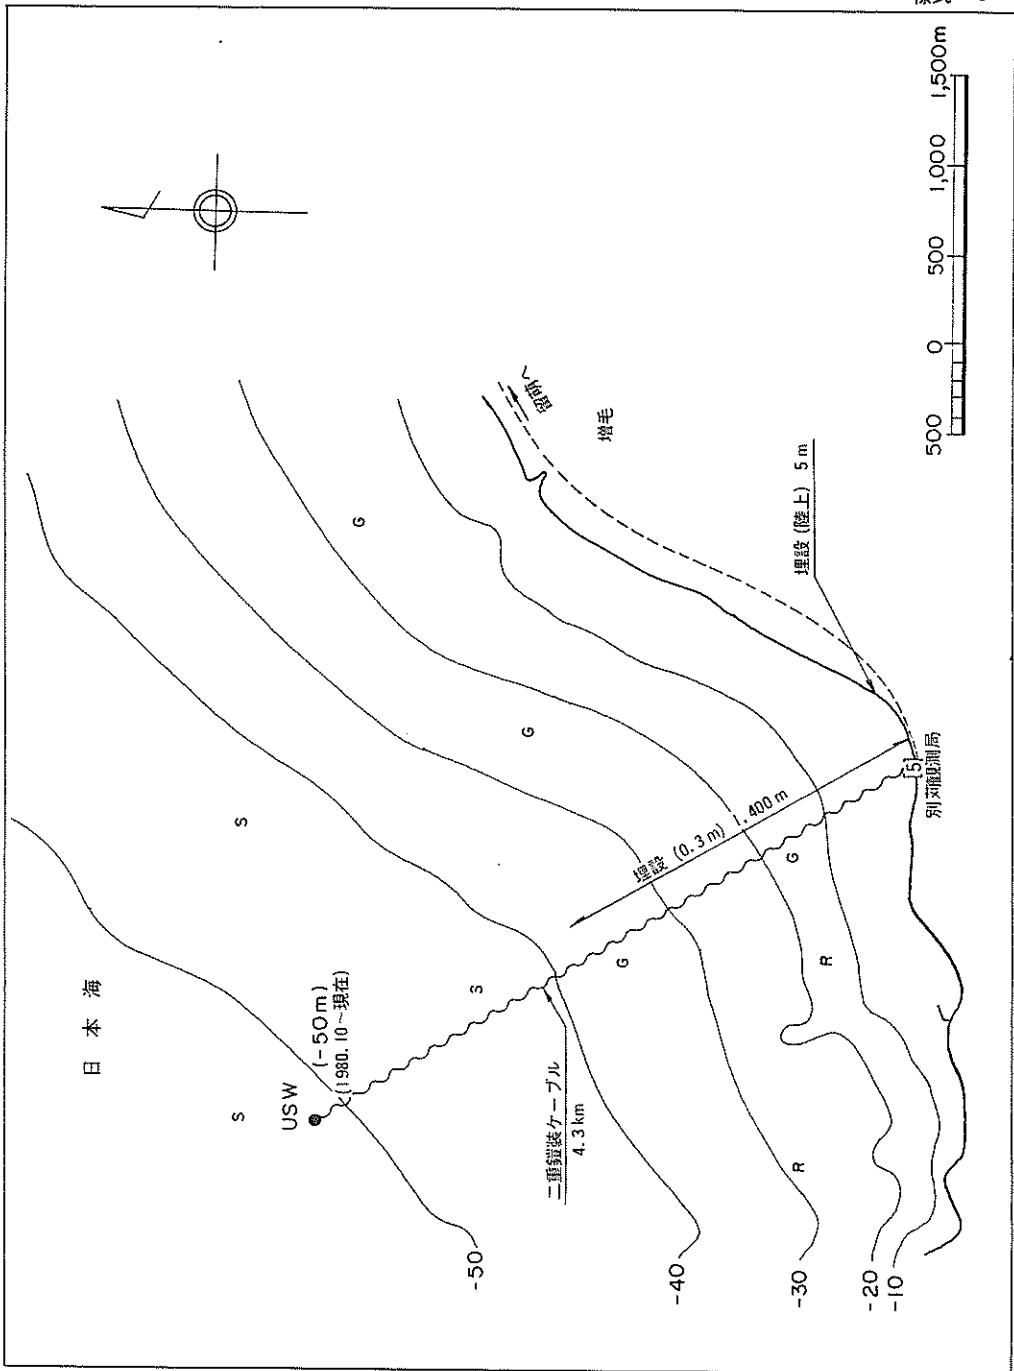 日本海
S
S
USW
(-50m)
(1980.10~現在)
S
G
G
S
G
G
R
R
二重鎧装ケーブル
4.3km
埋設 (0.3m) 1,400m
埋設 (陸上) 5m
留萌へ
増毛
[5]
別苅観測局
-50
-40
-30
-20
-10
500 0 500 1,000 1,500m